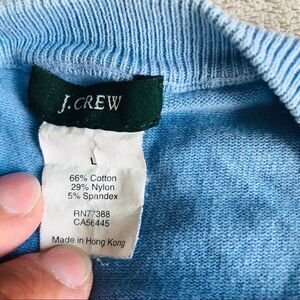 J.CREW
L
66% Cotton
29% Nylon
5% Spandex
RN77388
CA56445
Made in Hong Kong